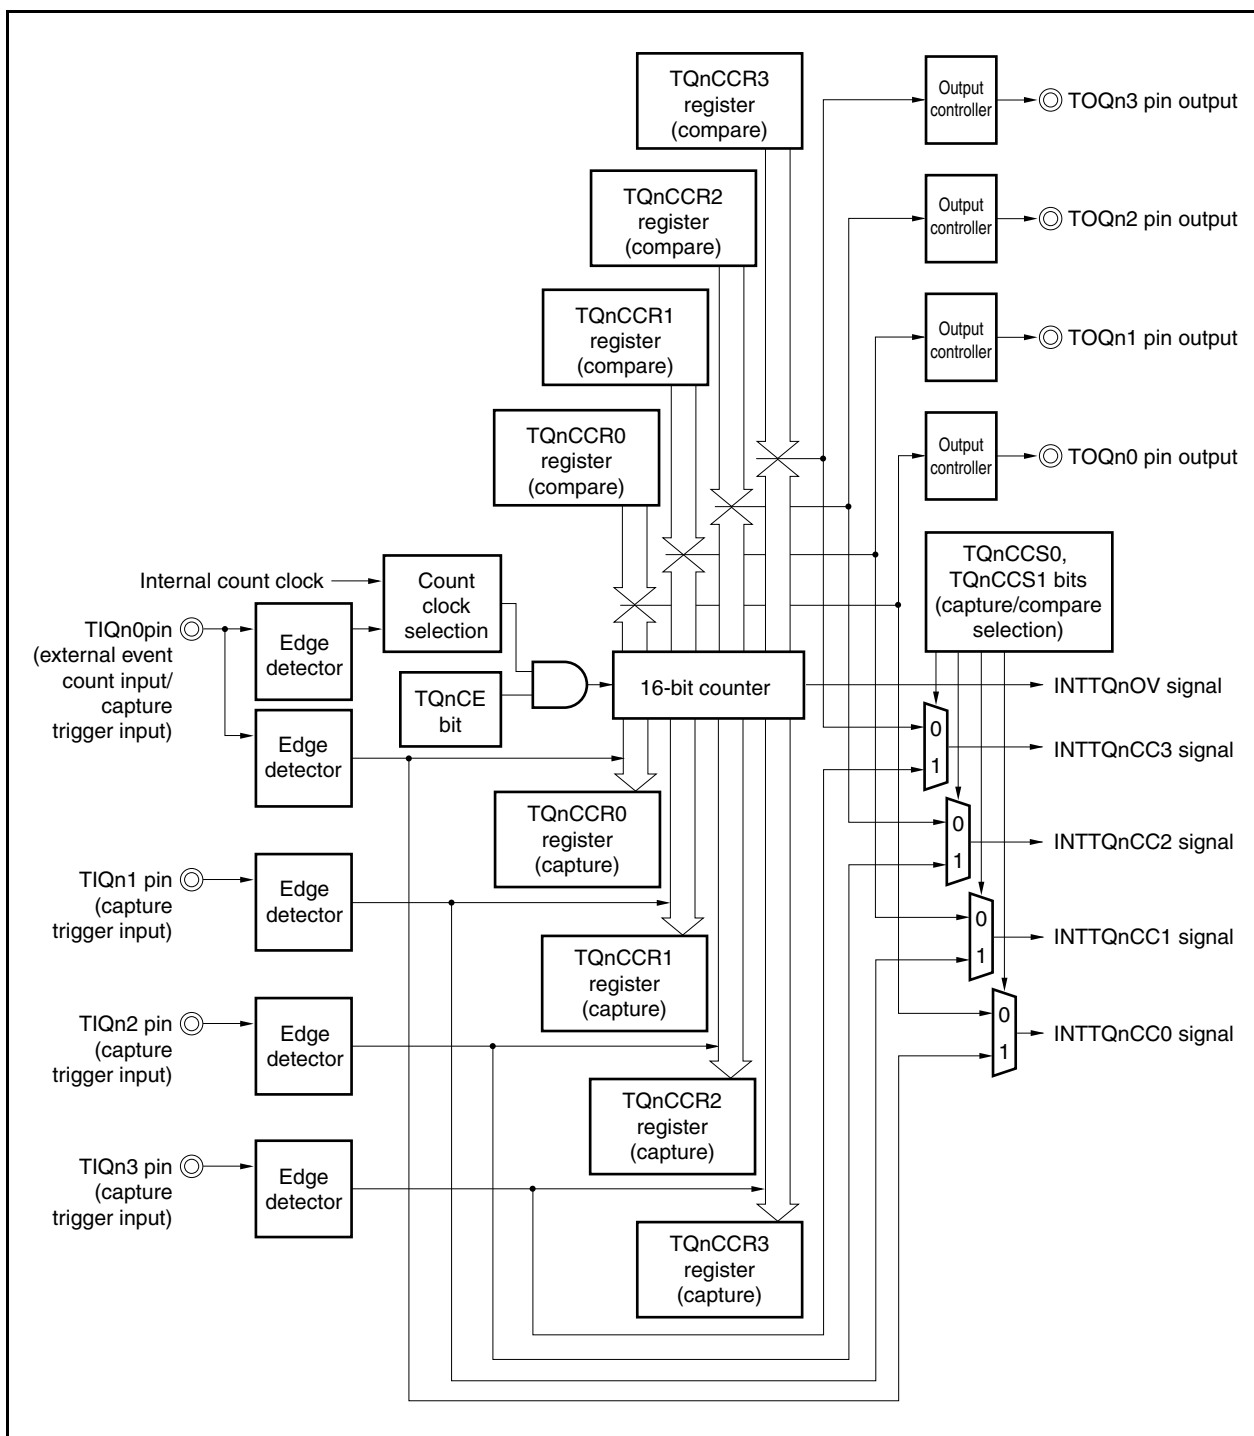 TQnCCR3
register
(compare)
Output
controller
TOQn3 pin output
TQnCCR2
register
(compare)
Output
controller
TOQn2 pin output
TQnCCR1
register
(compare)
Output
controller
TOQn1 pin output
TQnCCR0
register
(compare)
Output
controller
TOQn0 pin output
TQnCCS0,
TQnCCS1 bits
(capture/compare
selection)
Internal count clock
Count
clock
selection
TIQn0pin
(external event
count input/
capture
trigger input)
Edge
detector
TQnCE
bit
16-bit counter
INTTQnOV signal
Edge
detector
0
1
INTTQnCC3 signal
TQnCCR0
register
(capture)
0
1
INTTQnCC2 signal
TIQn1 pin
(capture
trigger input)
Edge
detector
0
1
INTTQnCC1 signal
TQnCCR1
register
(capture)
TIQn2 pin
(capture
trigger input)
Edge
detector
0
1
INTTQnCC0 signal
TQnCCR2
register
(capture)
TIQn3 pin
(capture
trigger input)
Edge
detector
TQnCCR3
register
(capture)